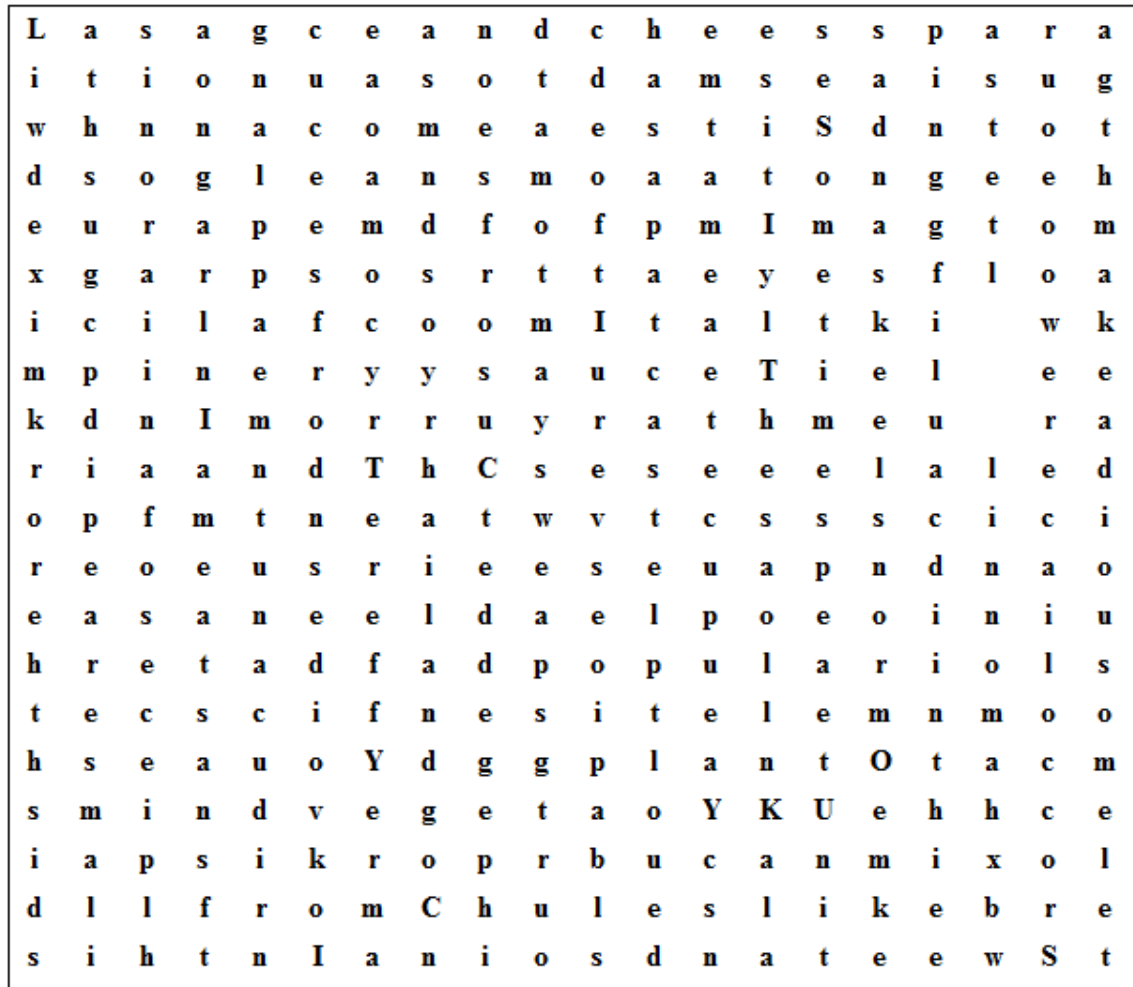 L a s a g c e a n d c h e e s s p a r a
i t i o n u a s o t d a m s e a i s u g
w h n n a c o m e a e s t i S d n t o t
d s o g l e a n s m o a a t o n g e e h
e u r a p e m d f o f p m I m a g t o m
x g a r p s o s r t t a e y e s f l o a
i c i l a f c o o m I t a l t k i w k
m p i n e r y y s a u c e T i e l e e
k d n I m o r r u y r a t h m e u r a
r i a a n d T h C s e s e e e l a l e d
o p f m t n e a t w v t c s s s c i c i
r e o e u s r i e e s e u a p n d n a o
e a s a n e e l d a e l p o e o i n i u
h r e t a d f a d p o p u l a r i o l s
t e c s c i f n e s i t e l e m n m o o
h s e a u o Y d g g p l a n t O t a c m
s m i n d v e g e t a o Y K U e h h c e
i a p s i k r o p r b u c a n m i x o l
d l l f r o m C h u l e s l i k e b r e
s i h t n I a n i o s d n a t e e w S t